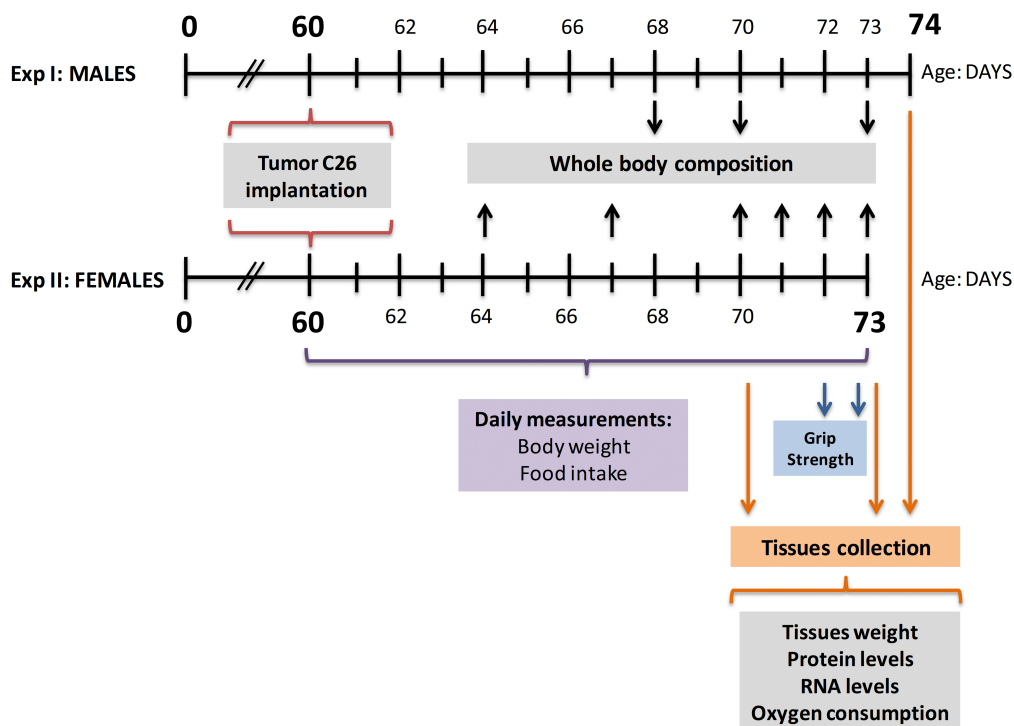 0 60 62 64 66 68 70 72 73 74
Exp I: MALES
Age: DAYS
Tumor C26
implantation
Whole body composition
Exp II: FEMALES
Age: DAYS
0 60 62 64 66 68 70 73
Daily measurements:
Body weight
Food intake
Grip
Strength
Tissues collection
Tissues weight
Protein levels
RNA levels
Oxygen consumption